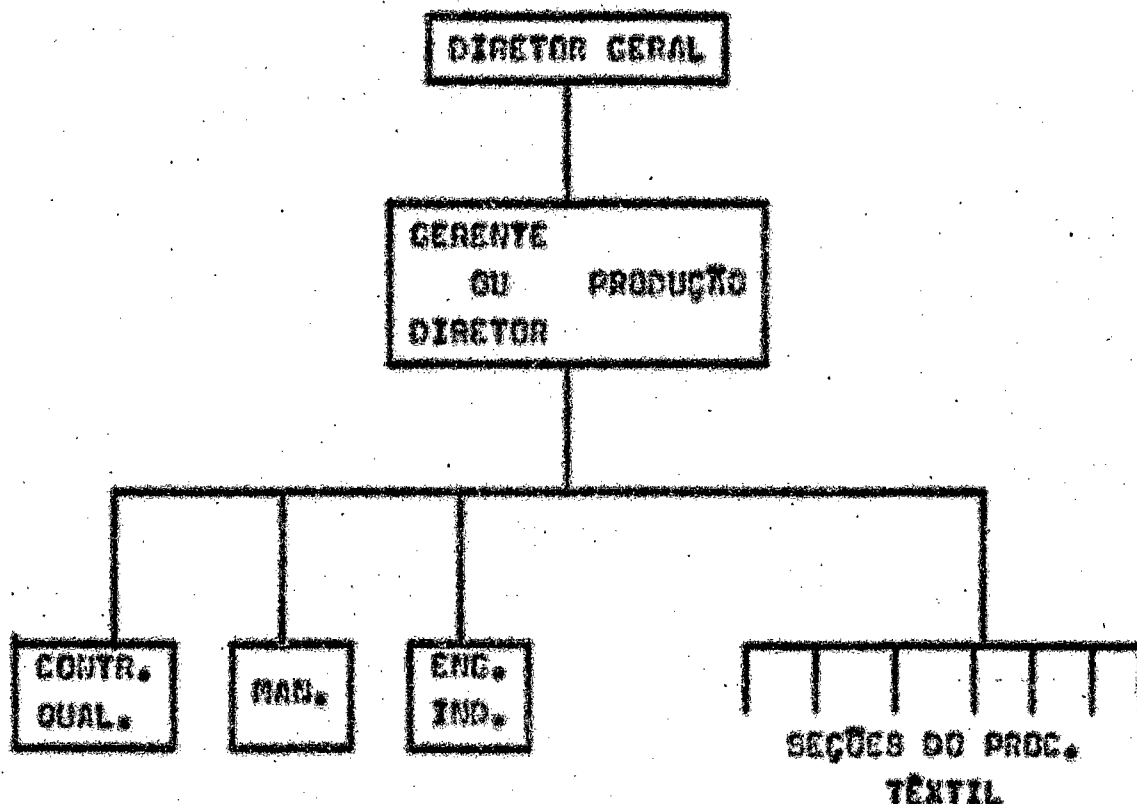 DIRETOR GERAL
GERENTE
OU PRODUÇÃO
DIRETOR
CONTR.
QUAL.
MAN.
ENG.
IND.
SEÇÕES DO PROC.
TÊXTIL